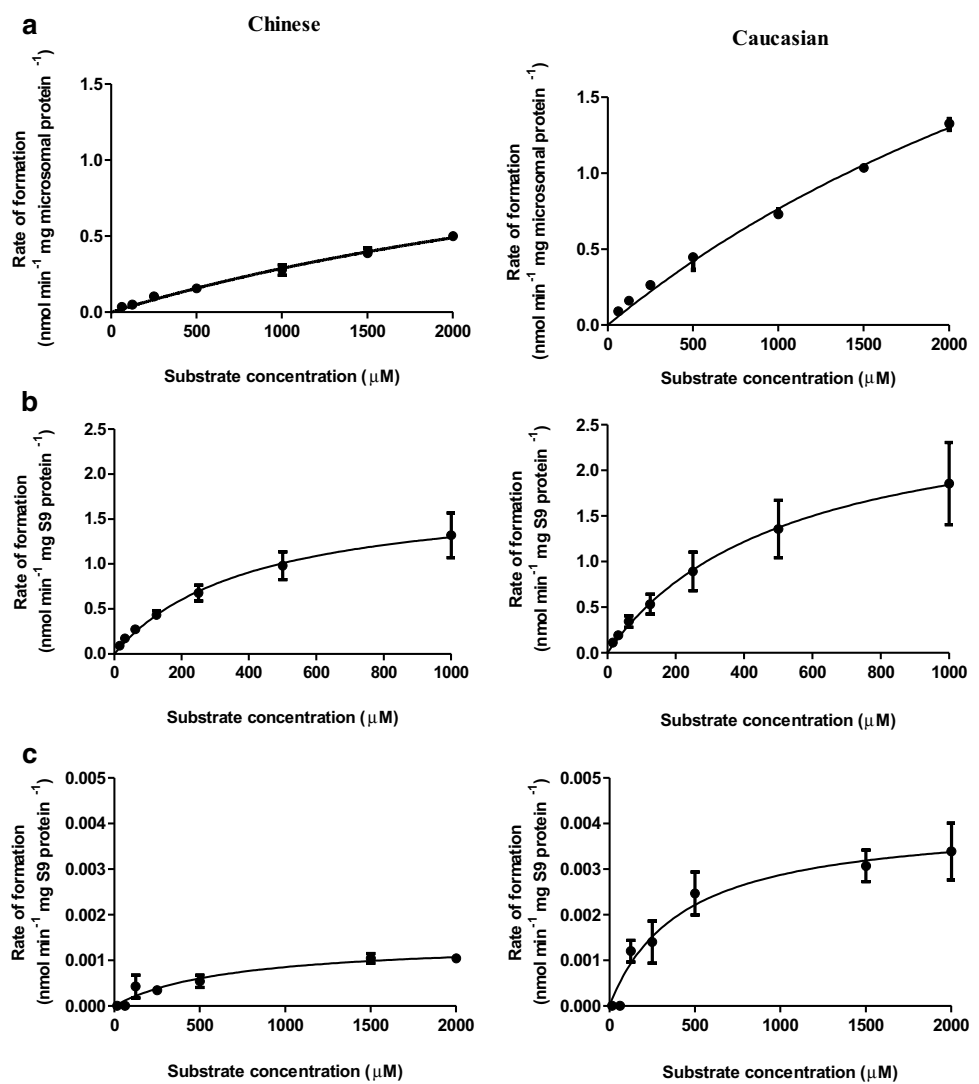 a
Chinese
Rate of formation
(nmol min⁻¹ mg microsomal protein ⁻¹)
1.5
1.0
0.5
0.0
0 500 1000 1500 2000
Substrate concentration (μM)
Caucasian
Rate of formation
(nmol min⁻¹ mg microsomal protein ⁻¹)
1.5
1.0
0.5
0.0
500 1000 1500 2000
Substrate concentration (μM)
b
Rate of formation
(nmol min⁻¹ mg S9 protein ⁻¹)
2.5
2.0
1.5
1.0
0.5
0.0
0 200 400 600 800 1000
Substrate concentration (μM)
Rate of formation
(nmol min⁻¹ mg S9 protein ⁻¹)
2.5
2.0
1.5
1.0
0.5
0.0
0 200 400 600 800 1000
Substrate concentration (μM)
c
Rate of formation
(nmol min⁻¹ mg S9 protein ⁻¹)
0.005
0.004
0.003
0.002
0.001
0.000
0 500 1000 1500 2000
Substrate concentration (μM)
Rate of formation
(nmol min⁻¹ mg S9 protein ⁻¹)
0.005
0.004
0.003
0.002
0.001
0.000
0 500 1000 1500 2000
Substrate concentration (μM)